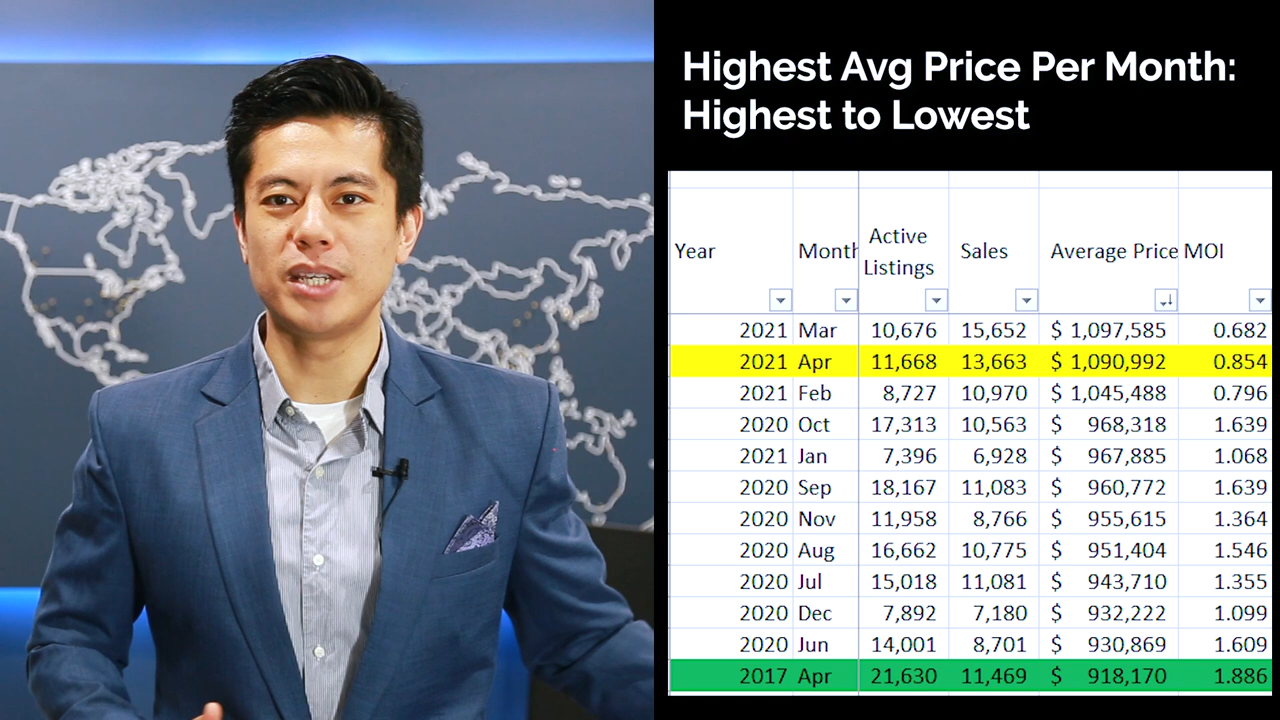 Highest Avg Price Per Month:
Highest to Lowest
Year Month Active Listings Sales Average Price MOI
2021 Mar 10,676 15,652 $ 1,097,585 0.682
2021 Apr 11,668 13,663 $ 1,090,992 0.854
2021 Feb 8,727 10,970 $ 1,045,488 0.796
2020 Oct 17,313 10,563 $ 968,318 1.639
2021 Jan 7,396 6,928 $ 967,885 1.068
2020 Sep 18,167 11,083 $ 960,772 1.639
2020 Nov 11,958 8,766 $ 955,615 1.364
2020 Aug 16,662 10,775 $ 951,404 1.546
2020 Jul 15,018 11,081 $ 943,710 1.355
2020 Dec 7,892 7,180 $ 932,222 1.099
2020 Jun 14,001 8,701 $ 930,869 1.609
2017 Apr 21,630 11,469 $ 918,170 1.886